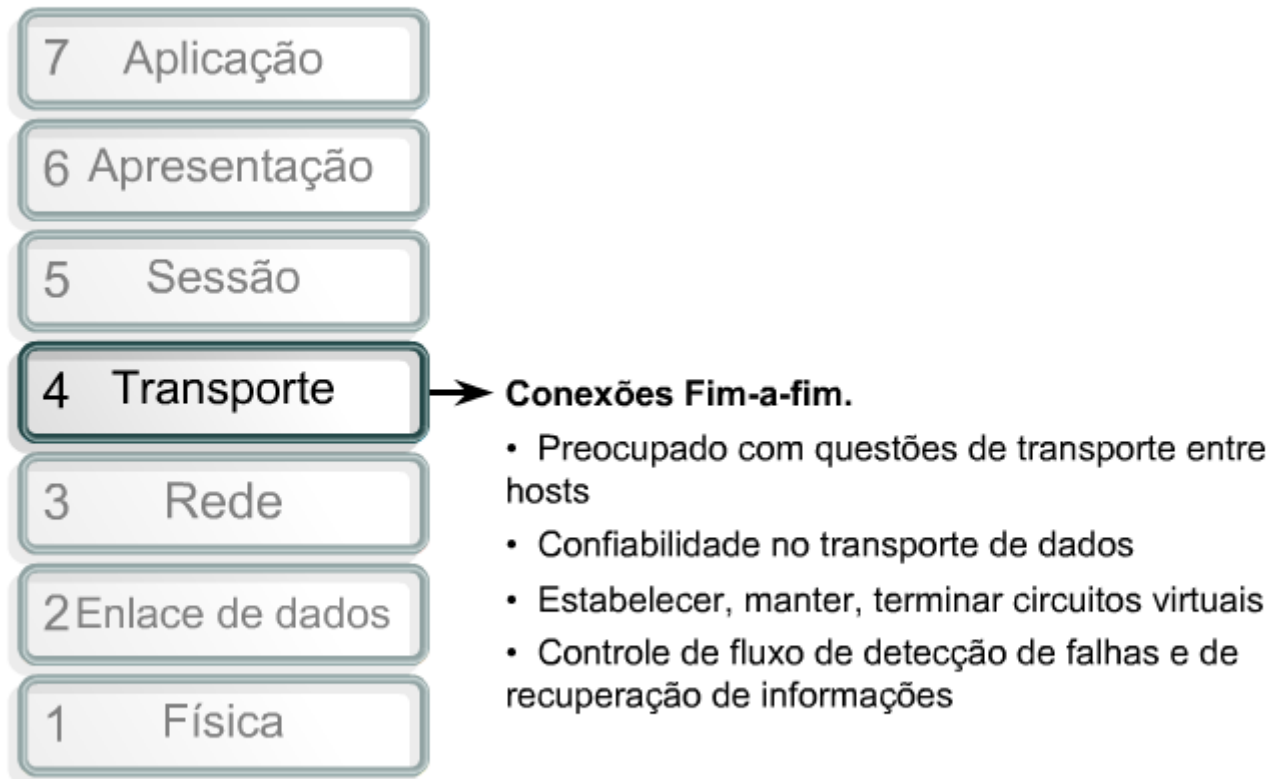 7 Aplicação
6 Apresentação
5 Sessão
4 Transporte
Conexões Fim-a-fim.
• Preocupado com questões de transporte entre
hosts
• Confiabilidade no transporte de dados
• Estabelecer, manter, terminar circuitos virtuais
• Controle de fluxo de detecção de falhas e de
recuperação de informações
3 Rede
2 Enlace de dados
1 Física